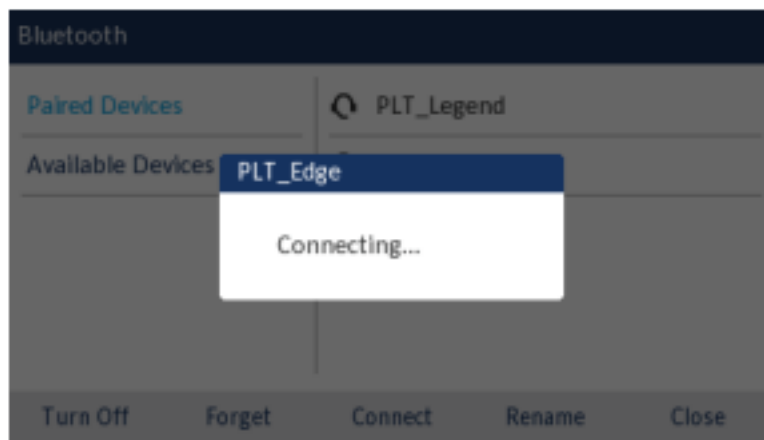 Bluetooth
Paired Devices
PLT_Legend
Available Devices
PLT_Edge
Connecting...
Turn Off Forget Connect Rename Close